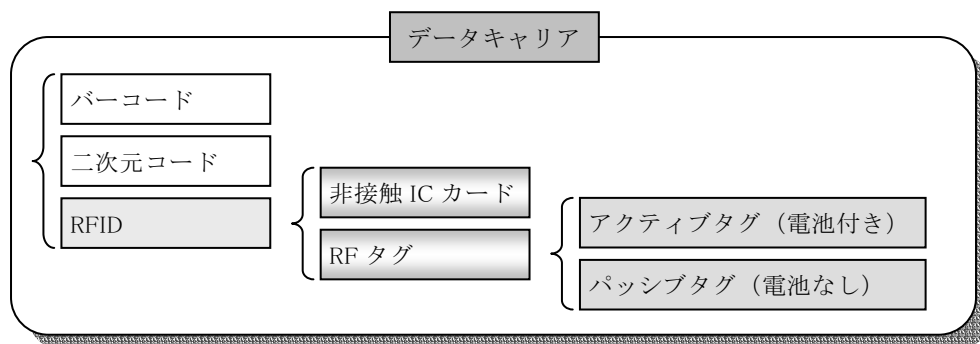 データキャリア
バーコード
二次元コード
RFID
非接触 IC カード
RF タグ
アクティブタグ（電池付き）
パッシブタグ（電池なし）